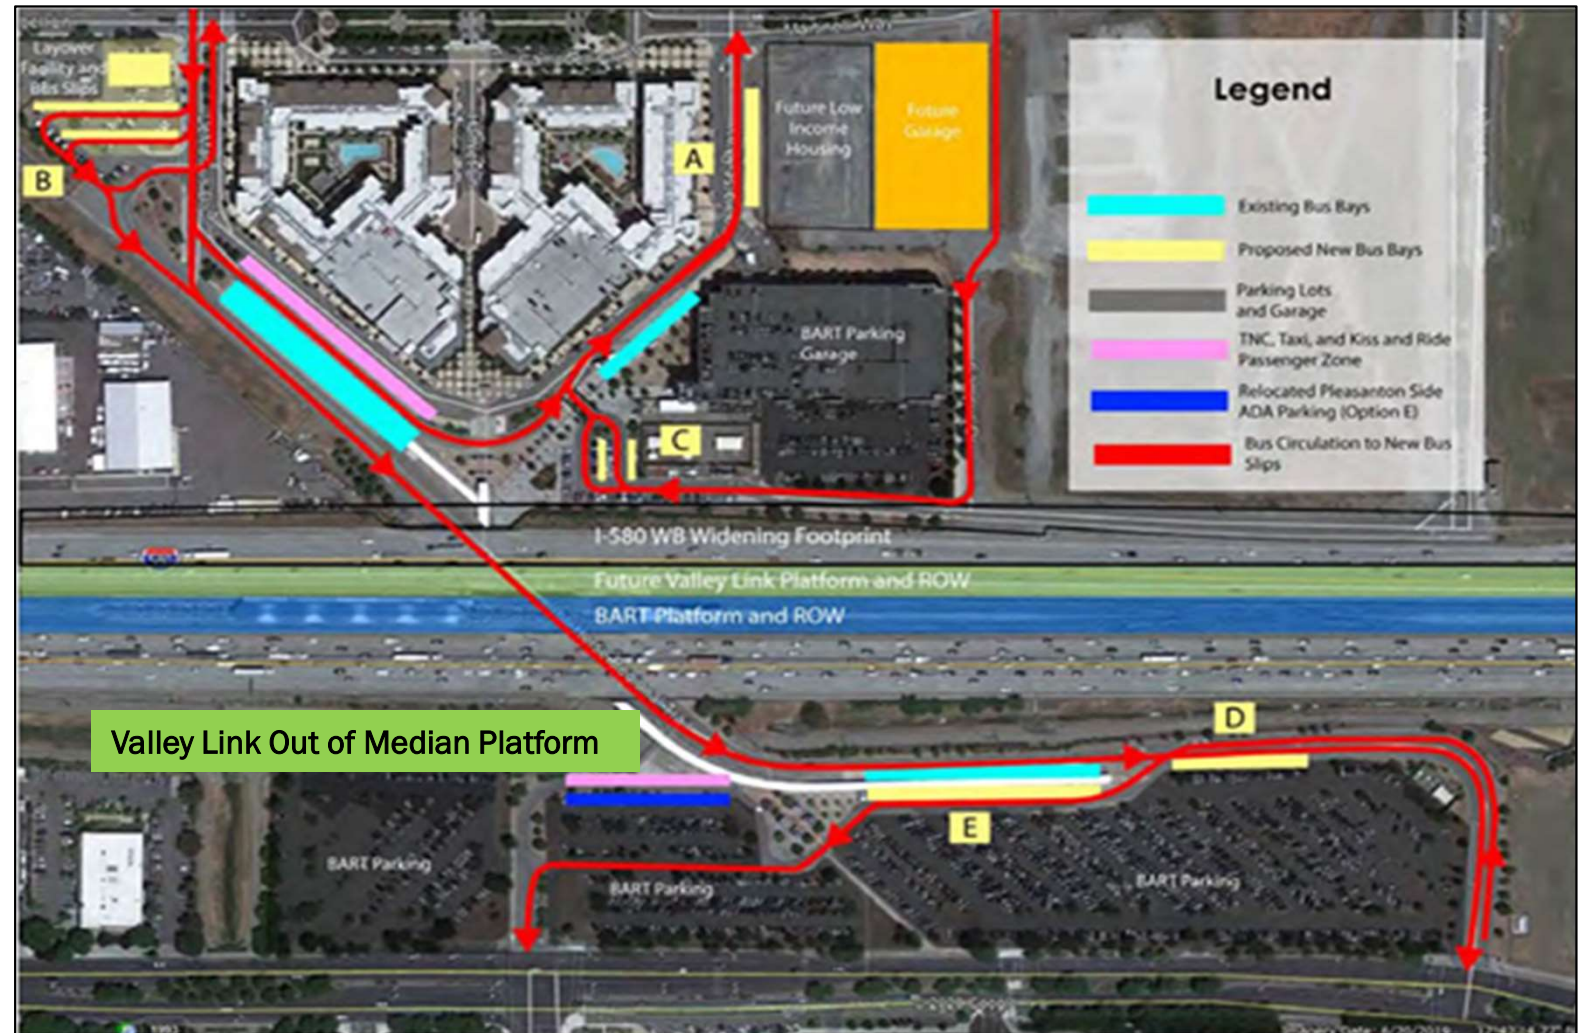 Layover
Facility and
BBs Slips
B
A
Future Low
Income
Housing
Future
Garage
BART Parking
Garage
C
Legend
Existing Bus Bays
Proposed New Bus Bays
Parking Lots
and Garage
TNC, Taxi, and Kiss and Ride
Passenger Zone
Relocated Pleasanton Side
ADA Parking (Option E)
Bus Circulation to New Bus
Slips
I-580 WB Widening Footprint
Future Valley Link Platform and ROW
BART Platform and ROW
Valley Link Out of Median Platform
D
E
BART Parking
BART Parking
BART Parking